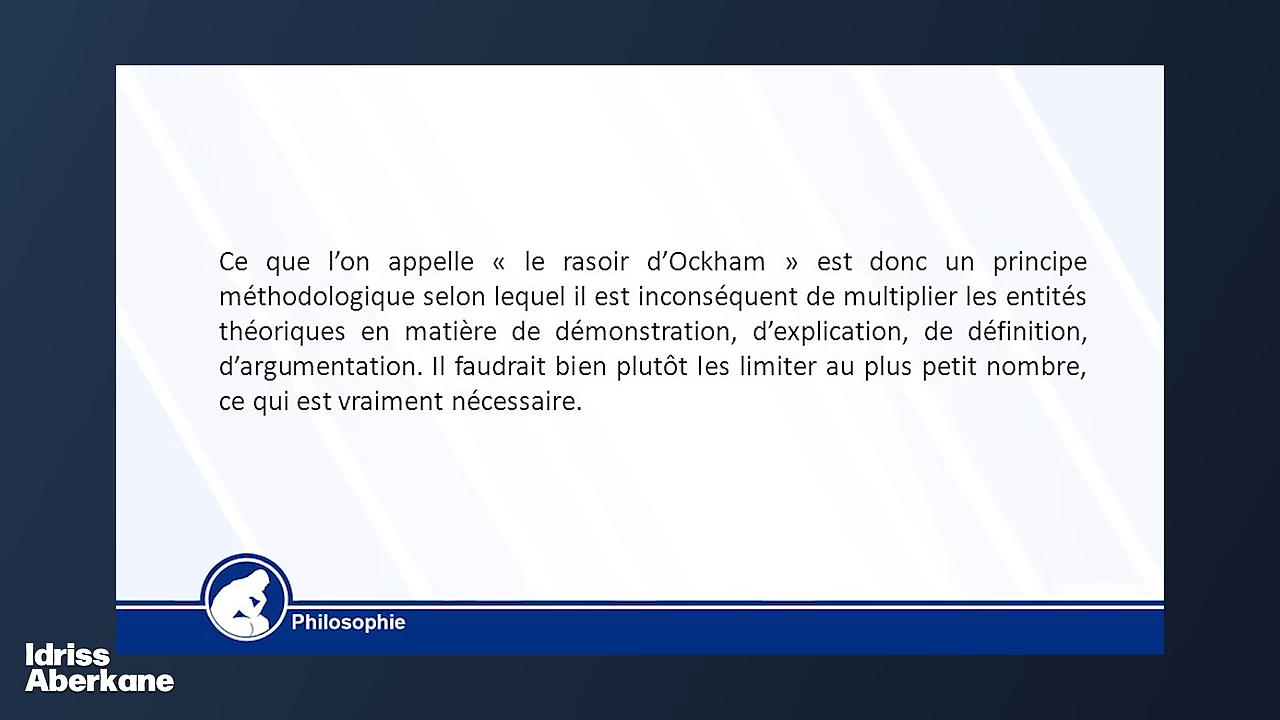 Ce que l’on appelle « le rasoir d’Ockham » est donc un principe
méthodologique selon lequel il est inconséquent de multiplier les entités
théoriques en matière de démonstration, d’explication, de définition,
d’argumentation. Il faudrait bien plutôt les limiter au plus petit nombre,
ce qui est vraiment nécessaire.
Philosophie
Idriss
Aberkane